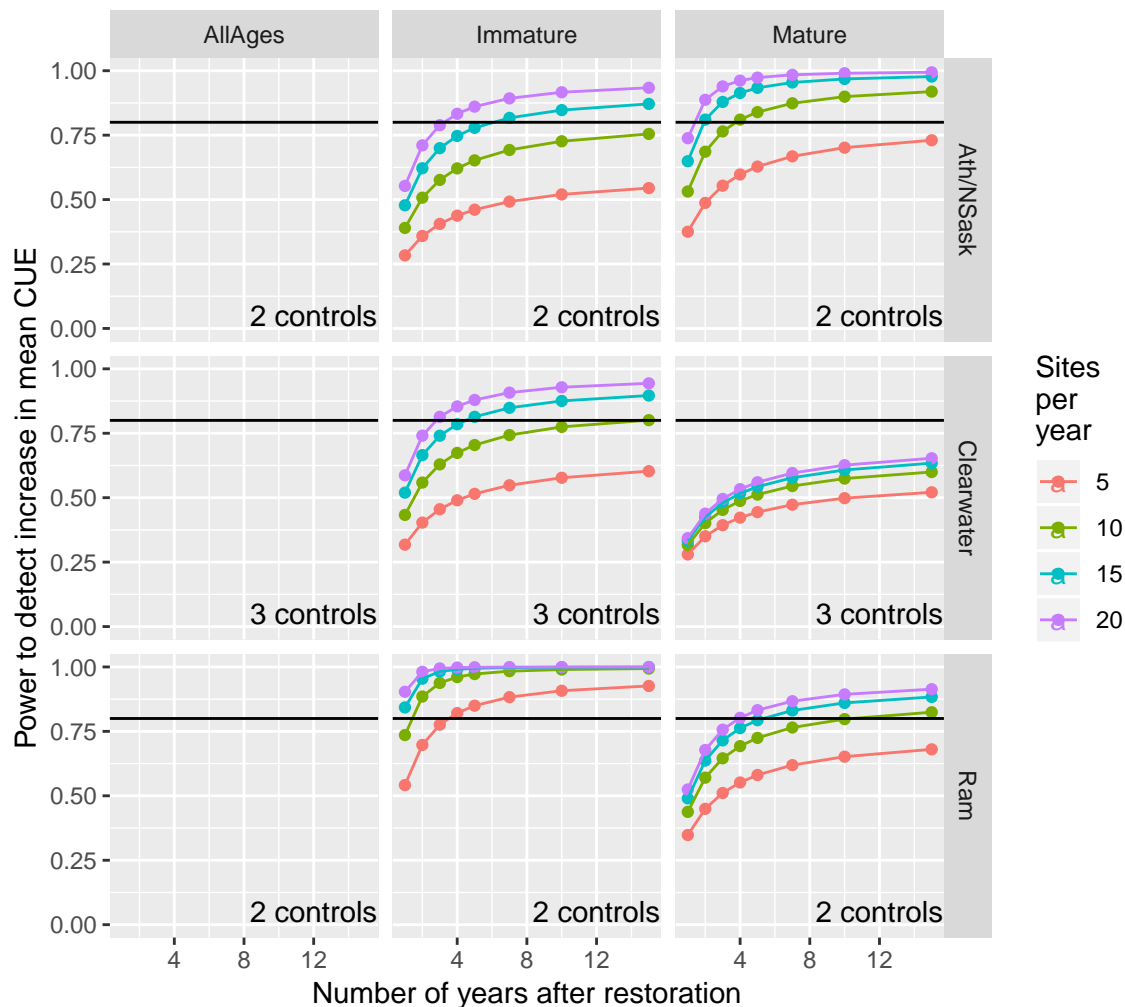 AllAges Immature Mature
Power to detect increase in mean CUE
1.00
0.75
0.50
0.25
0.00
2 controls 2 controls 2 controls
Ath/NSask
1.00
0.75
0.50
0.25
0.00
3 controls 3 controls 3 controls
Clearwater
1.00
0.75
0.50
0.25
0.00
2 controls 2 controls 2 controls
Ram
4 8 12 4 8 12 4 8 12
Number of years after restoration
Sites
per
year
a 5
a 10
a 15
a 20